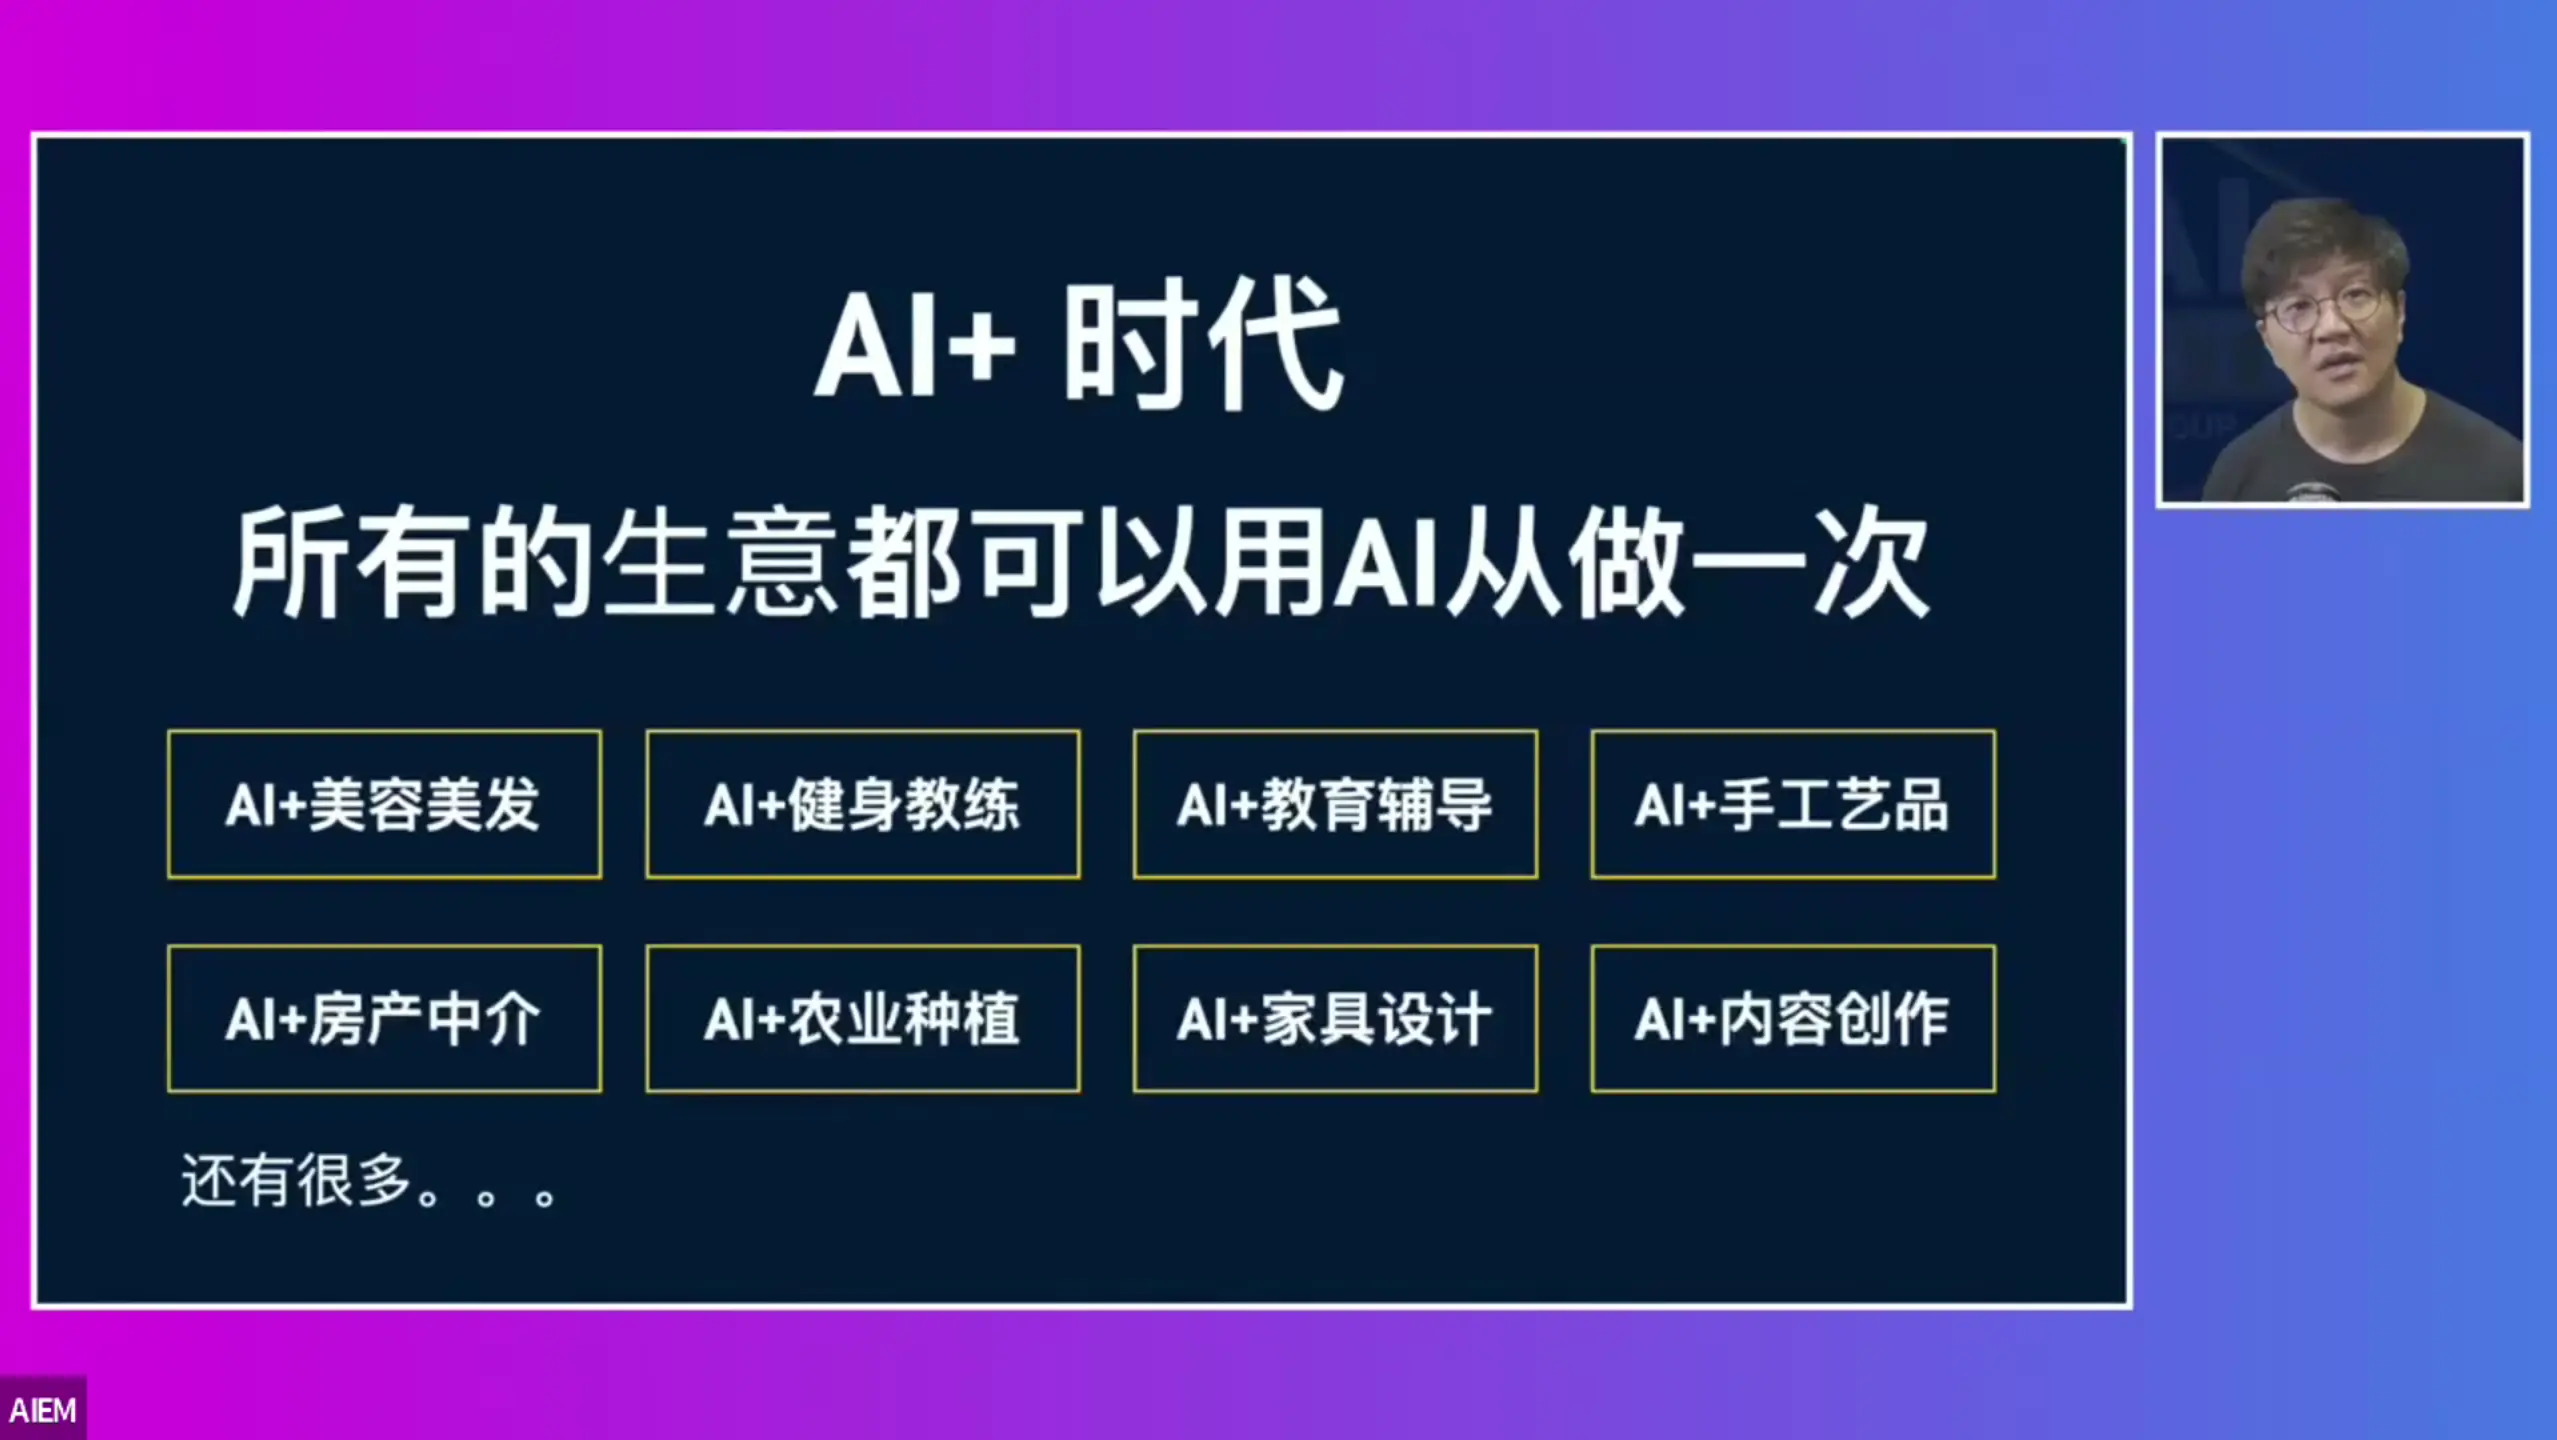 AI+ 时代
所有的生意都可以用AI从做一次
AI+美容美发
AI+健身教练
AI+教育辅导
AI+手工艺品
AI+房产中介
AI+农业种植
AI+家具设计
AI+内容创作
还有很多。。。
AI
OUP
AIEM